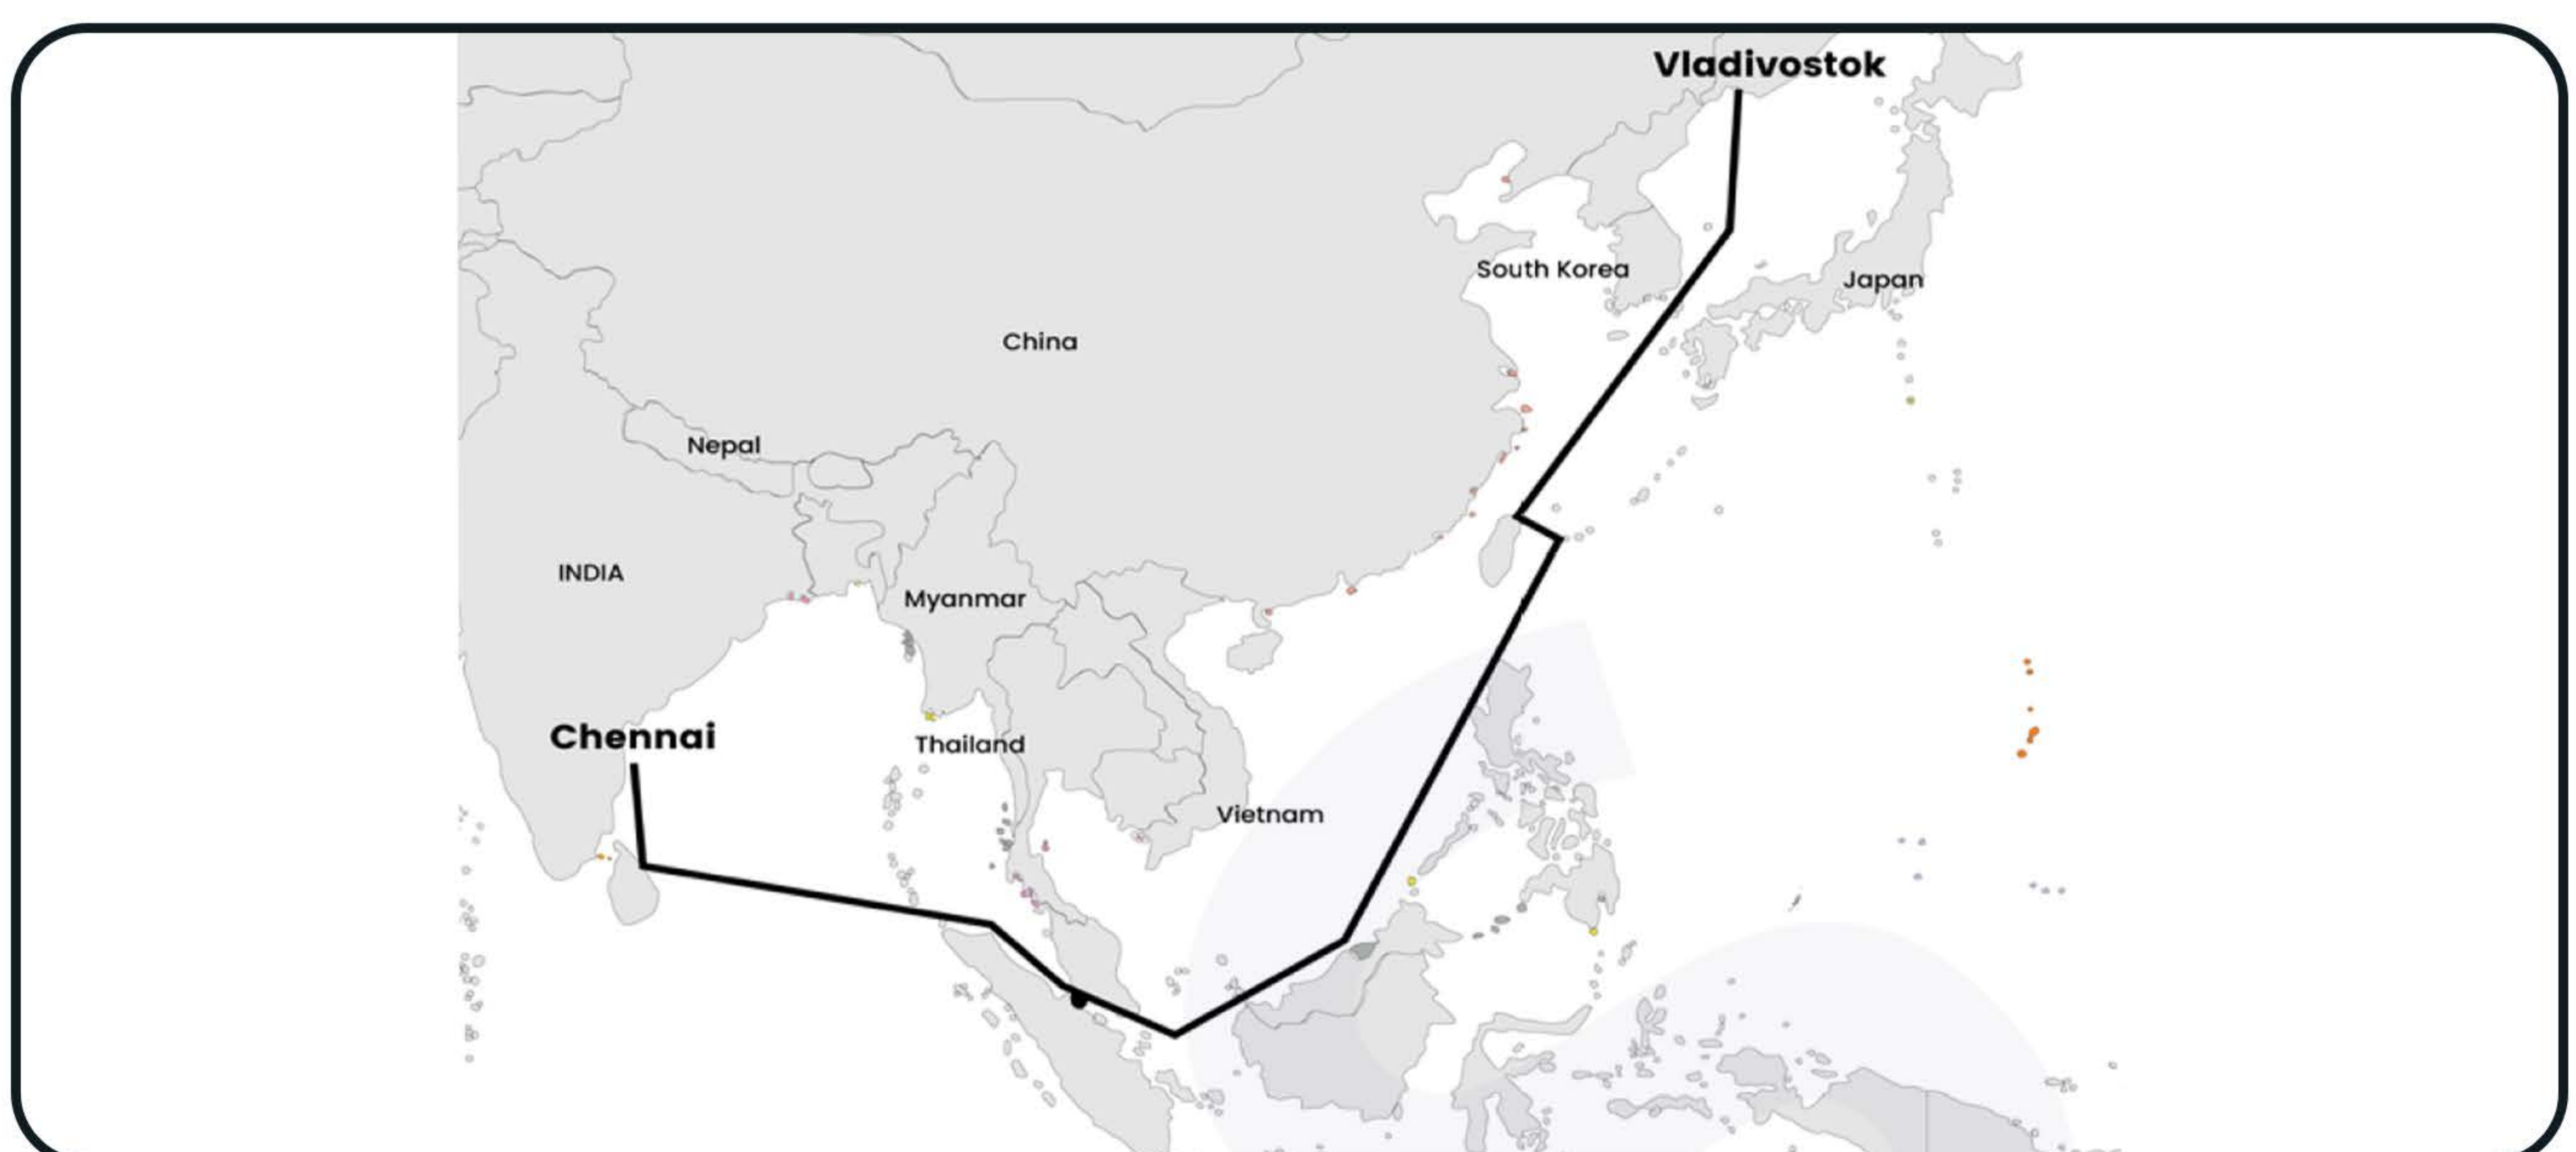 Vladivostok
South Korea
Japan
China
Nepal
INDIA
Myanmar
Chennai
Thailand
Vietnam